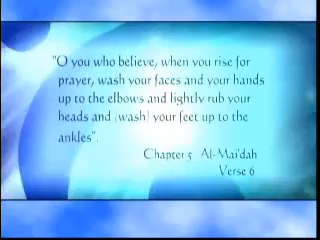 "O you who believe, when you rise for
prayer, wash your faces and your hands
up to the elbows and lightly rub your
heads and (wash) your feet up to the
ankles".
Chapter 5 Al-Mai'dah
Verse 6